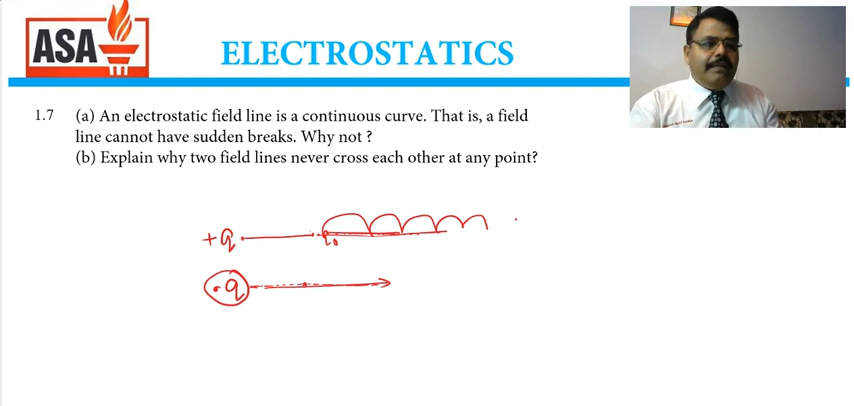 ASA
ELECTROSTATICS
1.7 (a) An electrostatic field line is a continuous curve. That is, a field
line cannot have sudden breaks. Why not ?
(b) Explain why two field lines never cross each other at any point?
+q
q₀
q